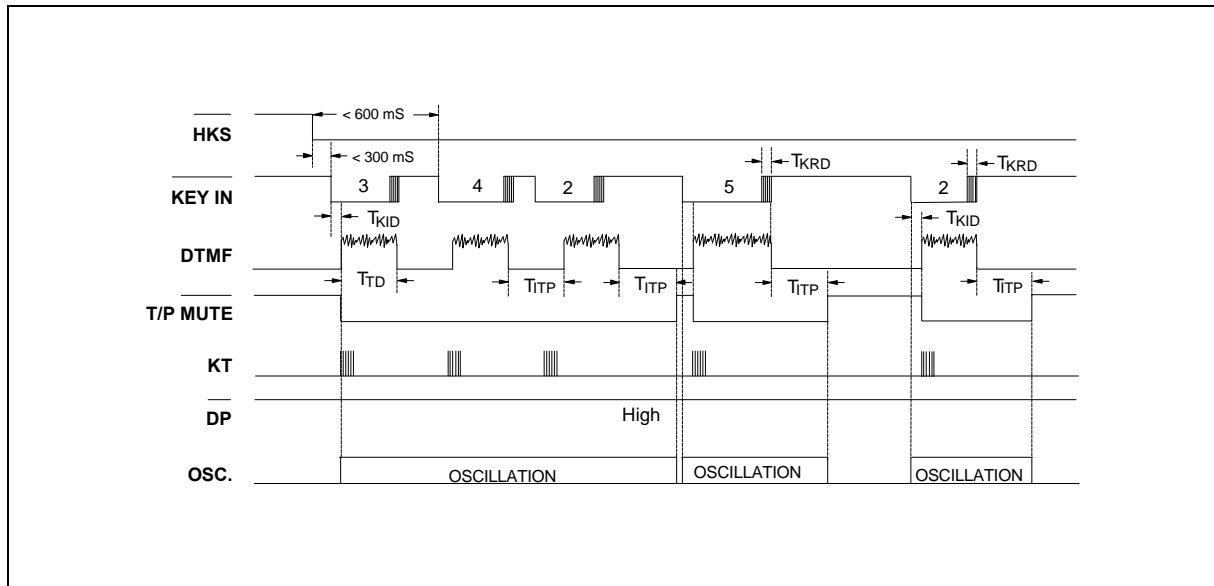 < 600 mS
HKS
< 300 mS
TKRD
TKRD
KEY IN
3
4
2
5
2
TKID
TKID
DTMF
TTD
TITP
TITP
TITP
TITP
T/P MUTE
KT
DP
High
OSC.
OSCILLATION
OSCILLATION
OSCILLATION